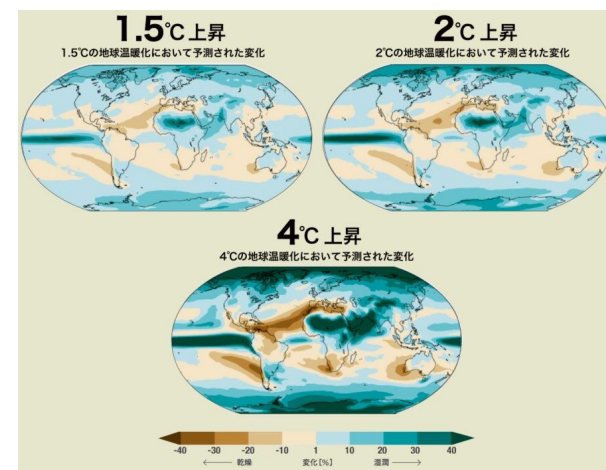 1.5℃ 上昇
1.5℃の地球温暖化において予測された変化
2℃ 上昇
2℃の地球温暖化において予測された変化
4℃ 上昇
4℃の地球温暖化において予測された変化
-40 -30 -20 -10 1 10 20 30 40
← 乾燥 変化 [%] 湿潤 →